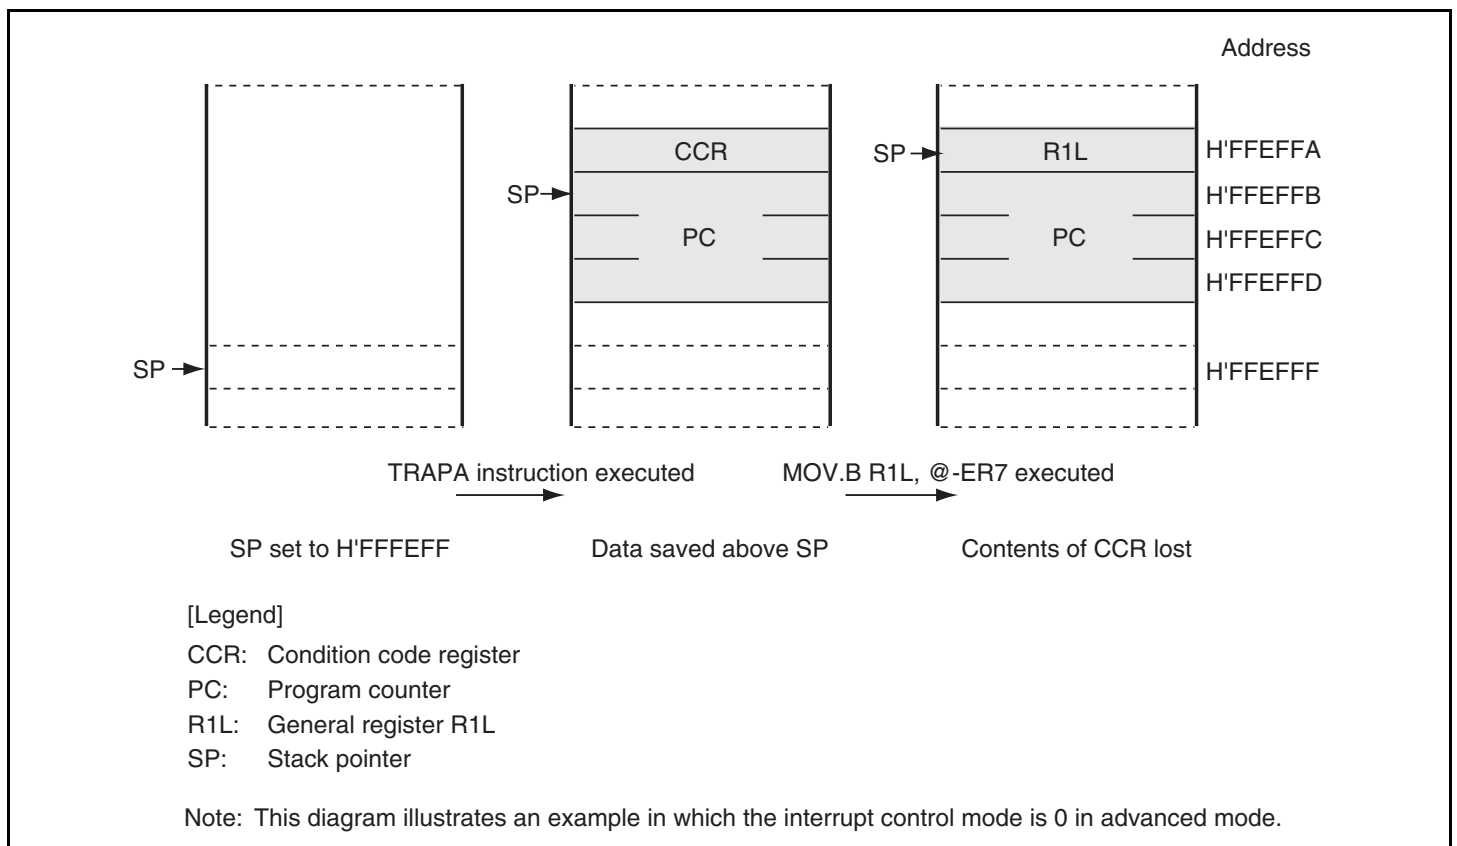 Address
CCR
SP
R1L
H'FFEFFA
SP
H'FFEFFB
PC
PC
H'FFEFFC
H'FFEFFD
SP
H'FFEFFF
TRAPA instruction executed
MOV.B R1L, @-ER7 executed
SP set to H'FFFEFF
Data saved above SP
Contents of CCR lost
[Legend]
CCR: Condition code register
PC: Program counter
R1L: General register R1L
SP: Stack pointer
Note: This diagram illustrates an example in which the interrupt control mode is 0 in advanced mode.